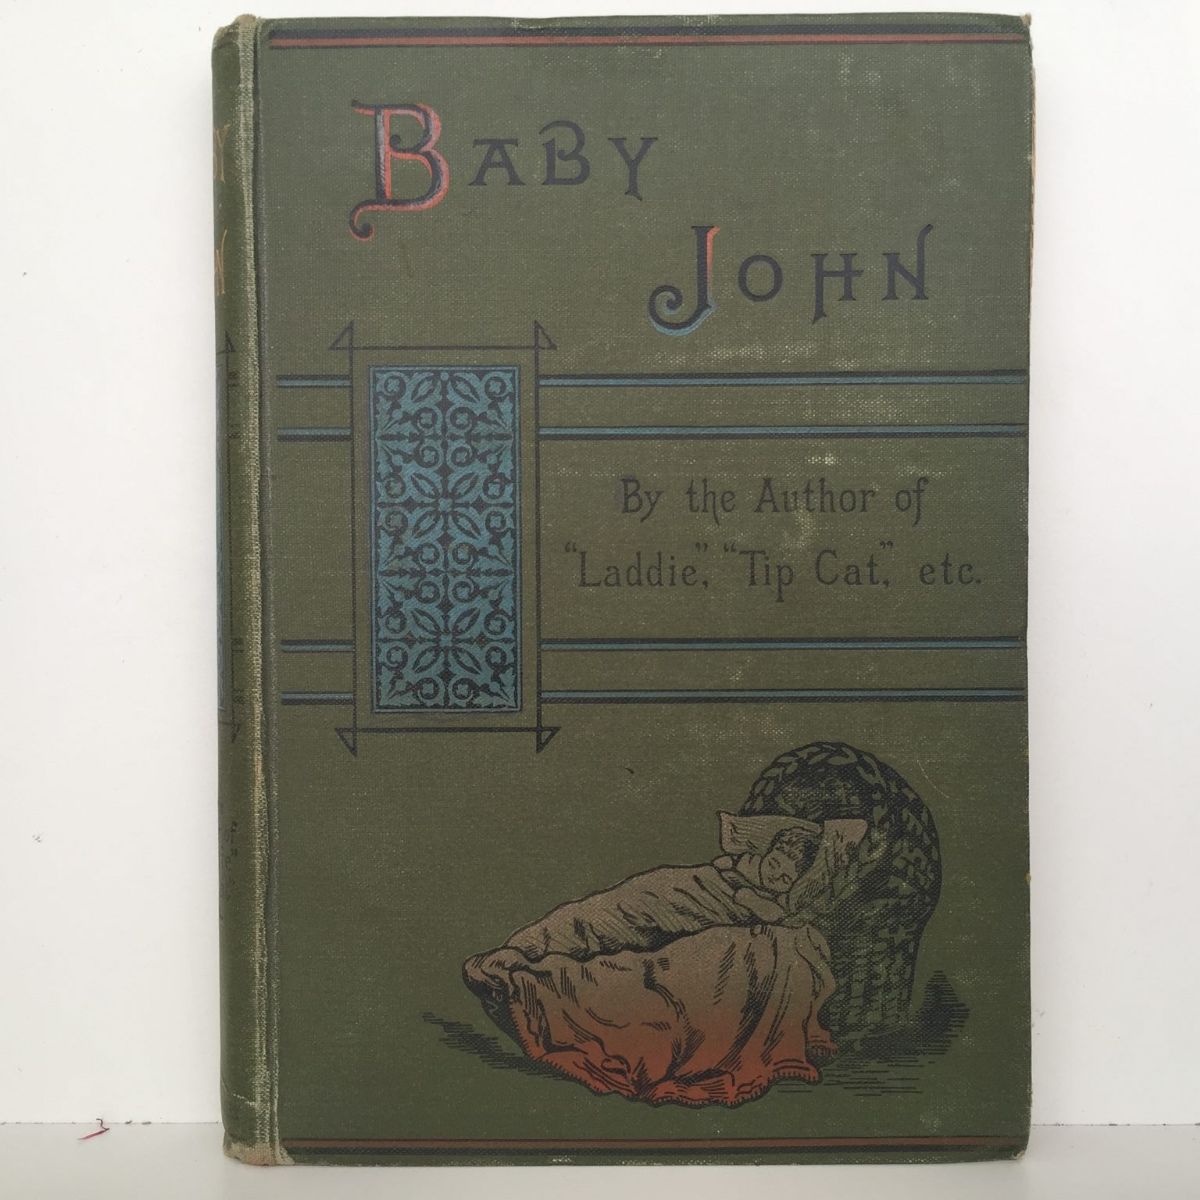 Baby
John
By the Author of
"Laddie", "Tip Cat", etc.